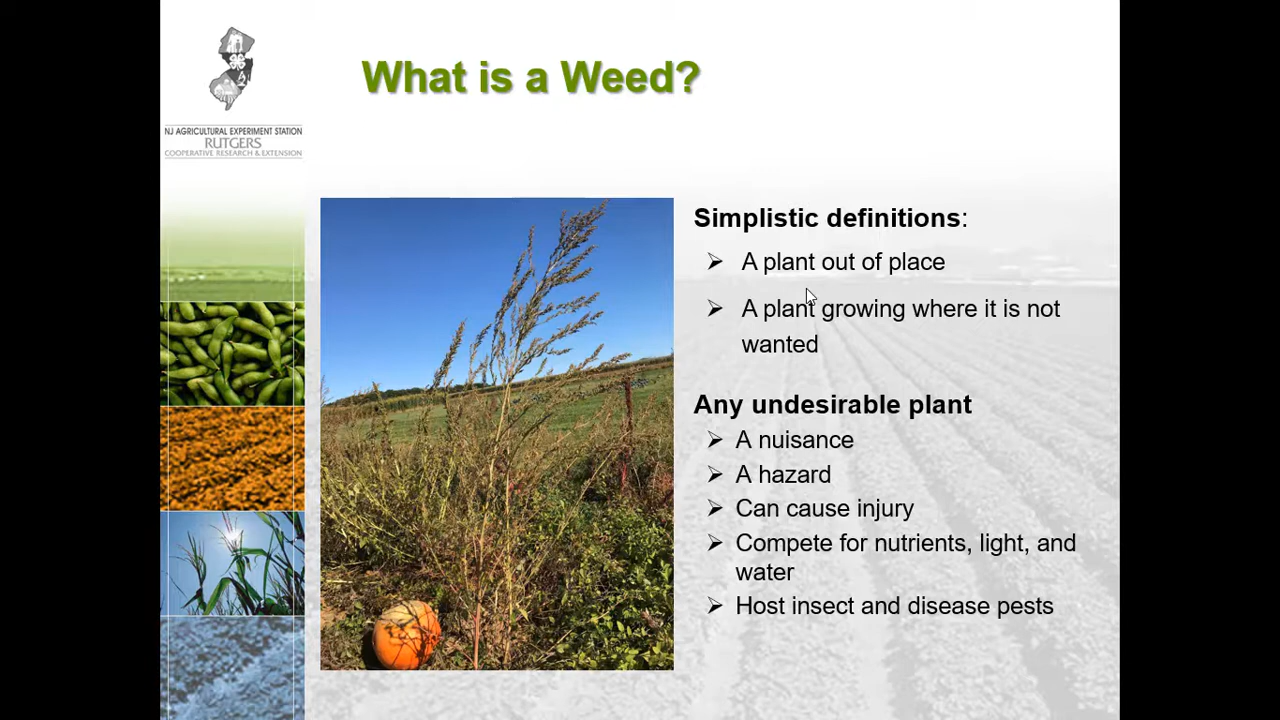 What is a Weed?
NJ AGRICULTURAL EXPERIMENT STATION
RUTGERS
COOPERATIVE RESEARCH & EXTENSION
Simplistic definitions:
A plant out of place
A plant growing where it is not
wanted
Any undesirable plant
A nuisance
A hazard
Can cause injury
Compete for nutrients, light, and
water
Host insect and disease pests